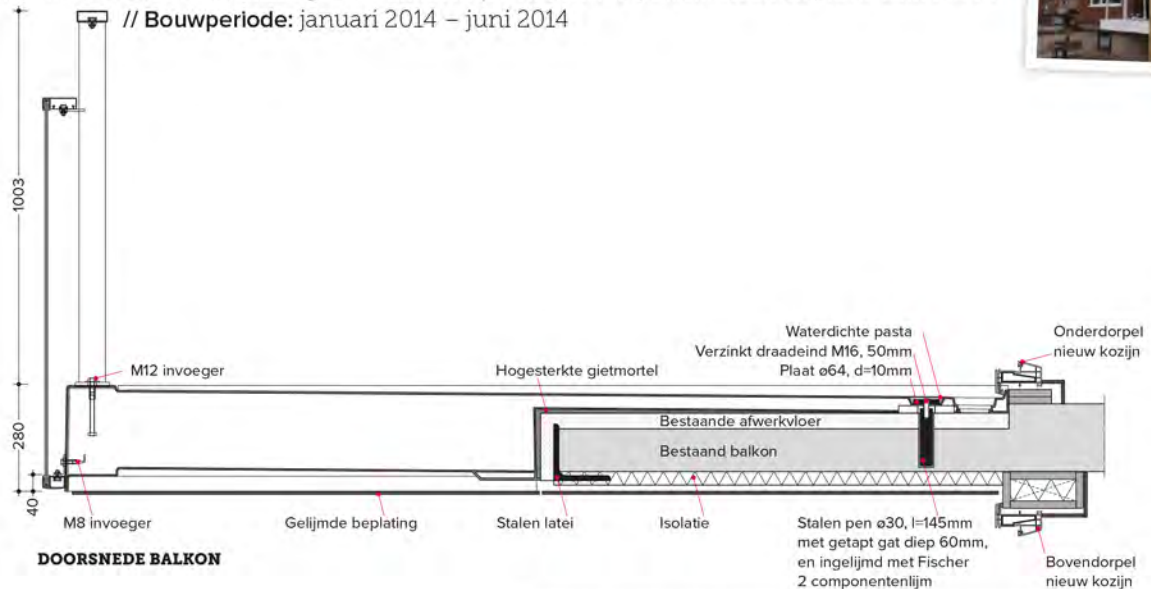 // Bouwperiode: januari 2014 – juni 2014
1003
280
40
M12 invoeger
Hogesterkte gietmortel
Waterdichte pasta
Verzinkt draadeind M16, 50mm
Plaat ø64, d=10mm
Onderdorpel
nieuw kozijn
Bestaande afwerkvloer
Bestaand balkon
M8 invoeger
Gelijmde beplating
Stalen latei
Isolatie
Stalen pen ø30, l=145mm
met getapt gat diep 60mm,
en ingelijmd met Fischer
2 componentenlijm
Bovendorpel
nieuw kozijn
DOORSNEDE BALKON